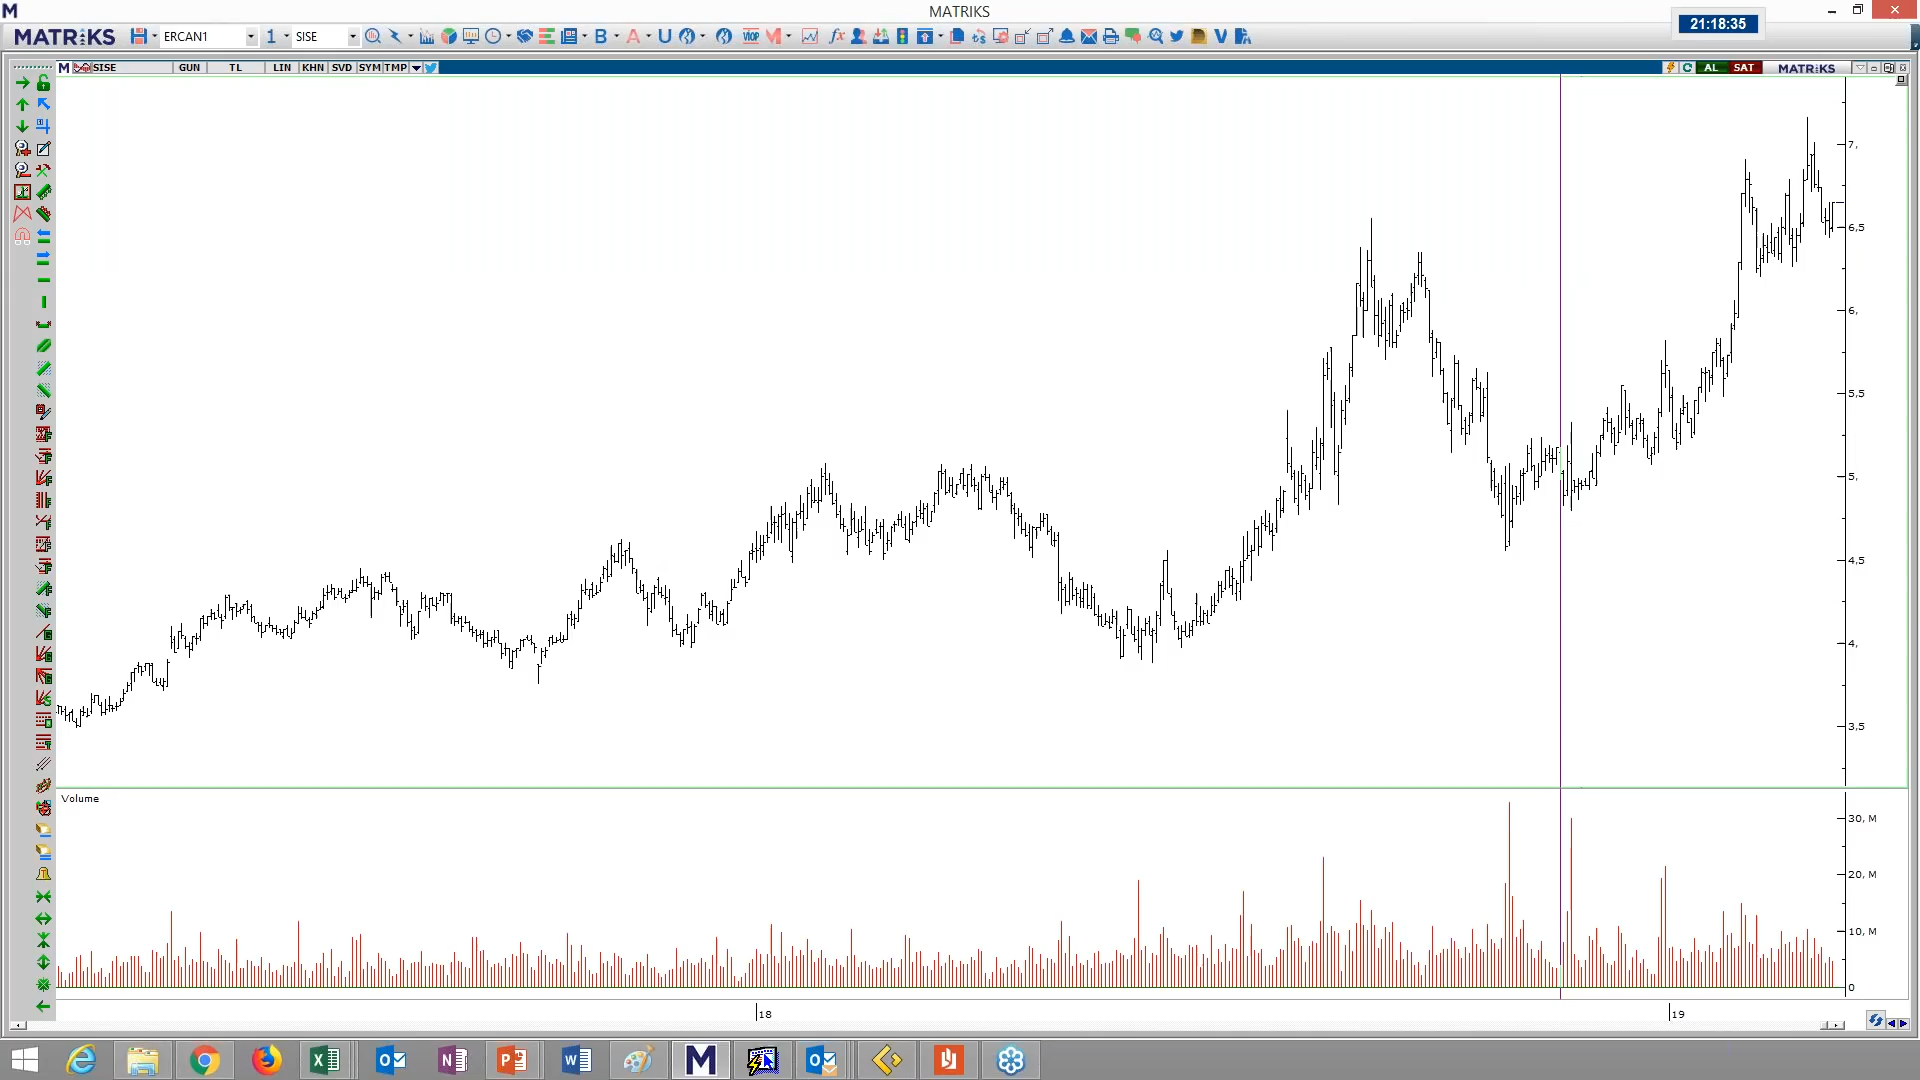 MATRIKS
21:18:35
MATRIKS ERCAN1 1 SISE B A U VIOP M fx V
M SISE GUN TL LIN KHN SVD SYM TMP AL SAT MATRIKS
7,
6,5
6,
5,5
5,
4,5
4,
3,5
Volume
30, M
20, M
10, M
0
18
19